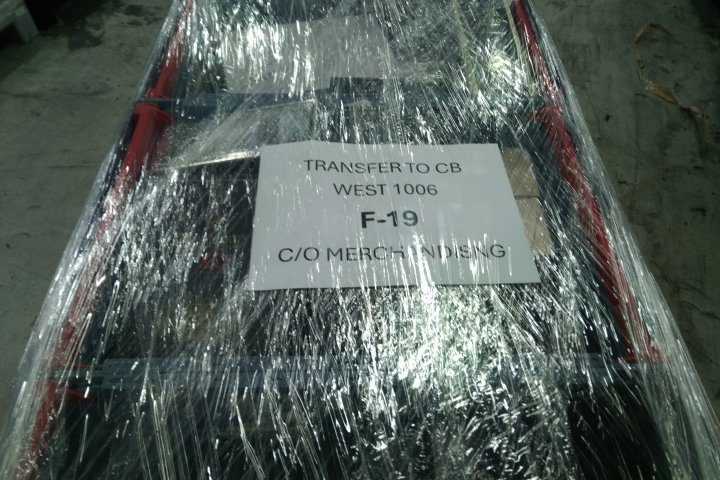 TRANSFER TO CB
WEST 1006
F-19
C/O MERCHANDISNG